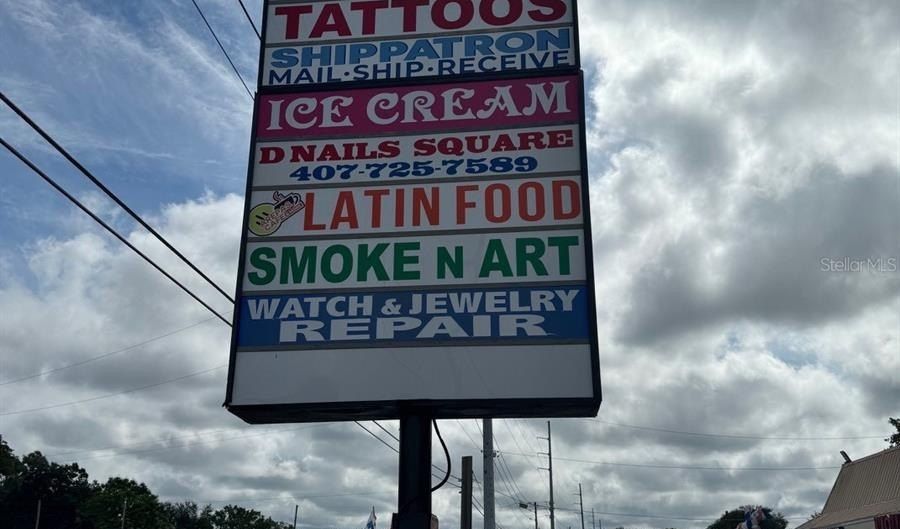 TATTOOS
SHIPPATRON
MAIL·SHIP·RECEIVE
ICE CREAM
D NAILS SQUARE
407-725-7589
LATIN FOOD
SMOKE N ART
WATCH & JEWELRY
REPAIR
Stellar MLS